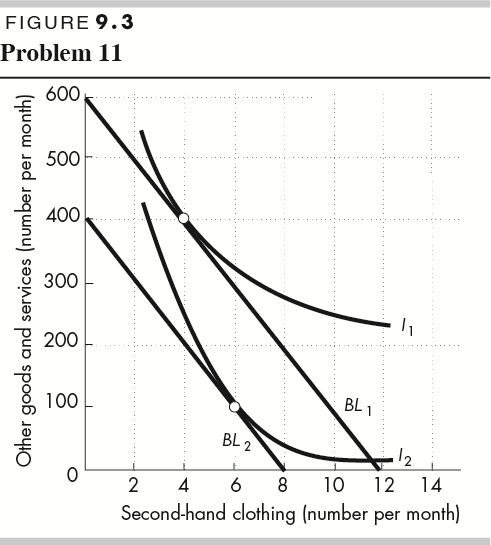 FIGURE 9.3
Problem 11
Other goods and services (number per month)
600
500
400
300
200
100
0
I1
BL1
BL2
I2
2 4 6 8 10 12 14
Second-hand clothing (number per month)